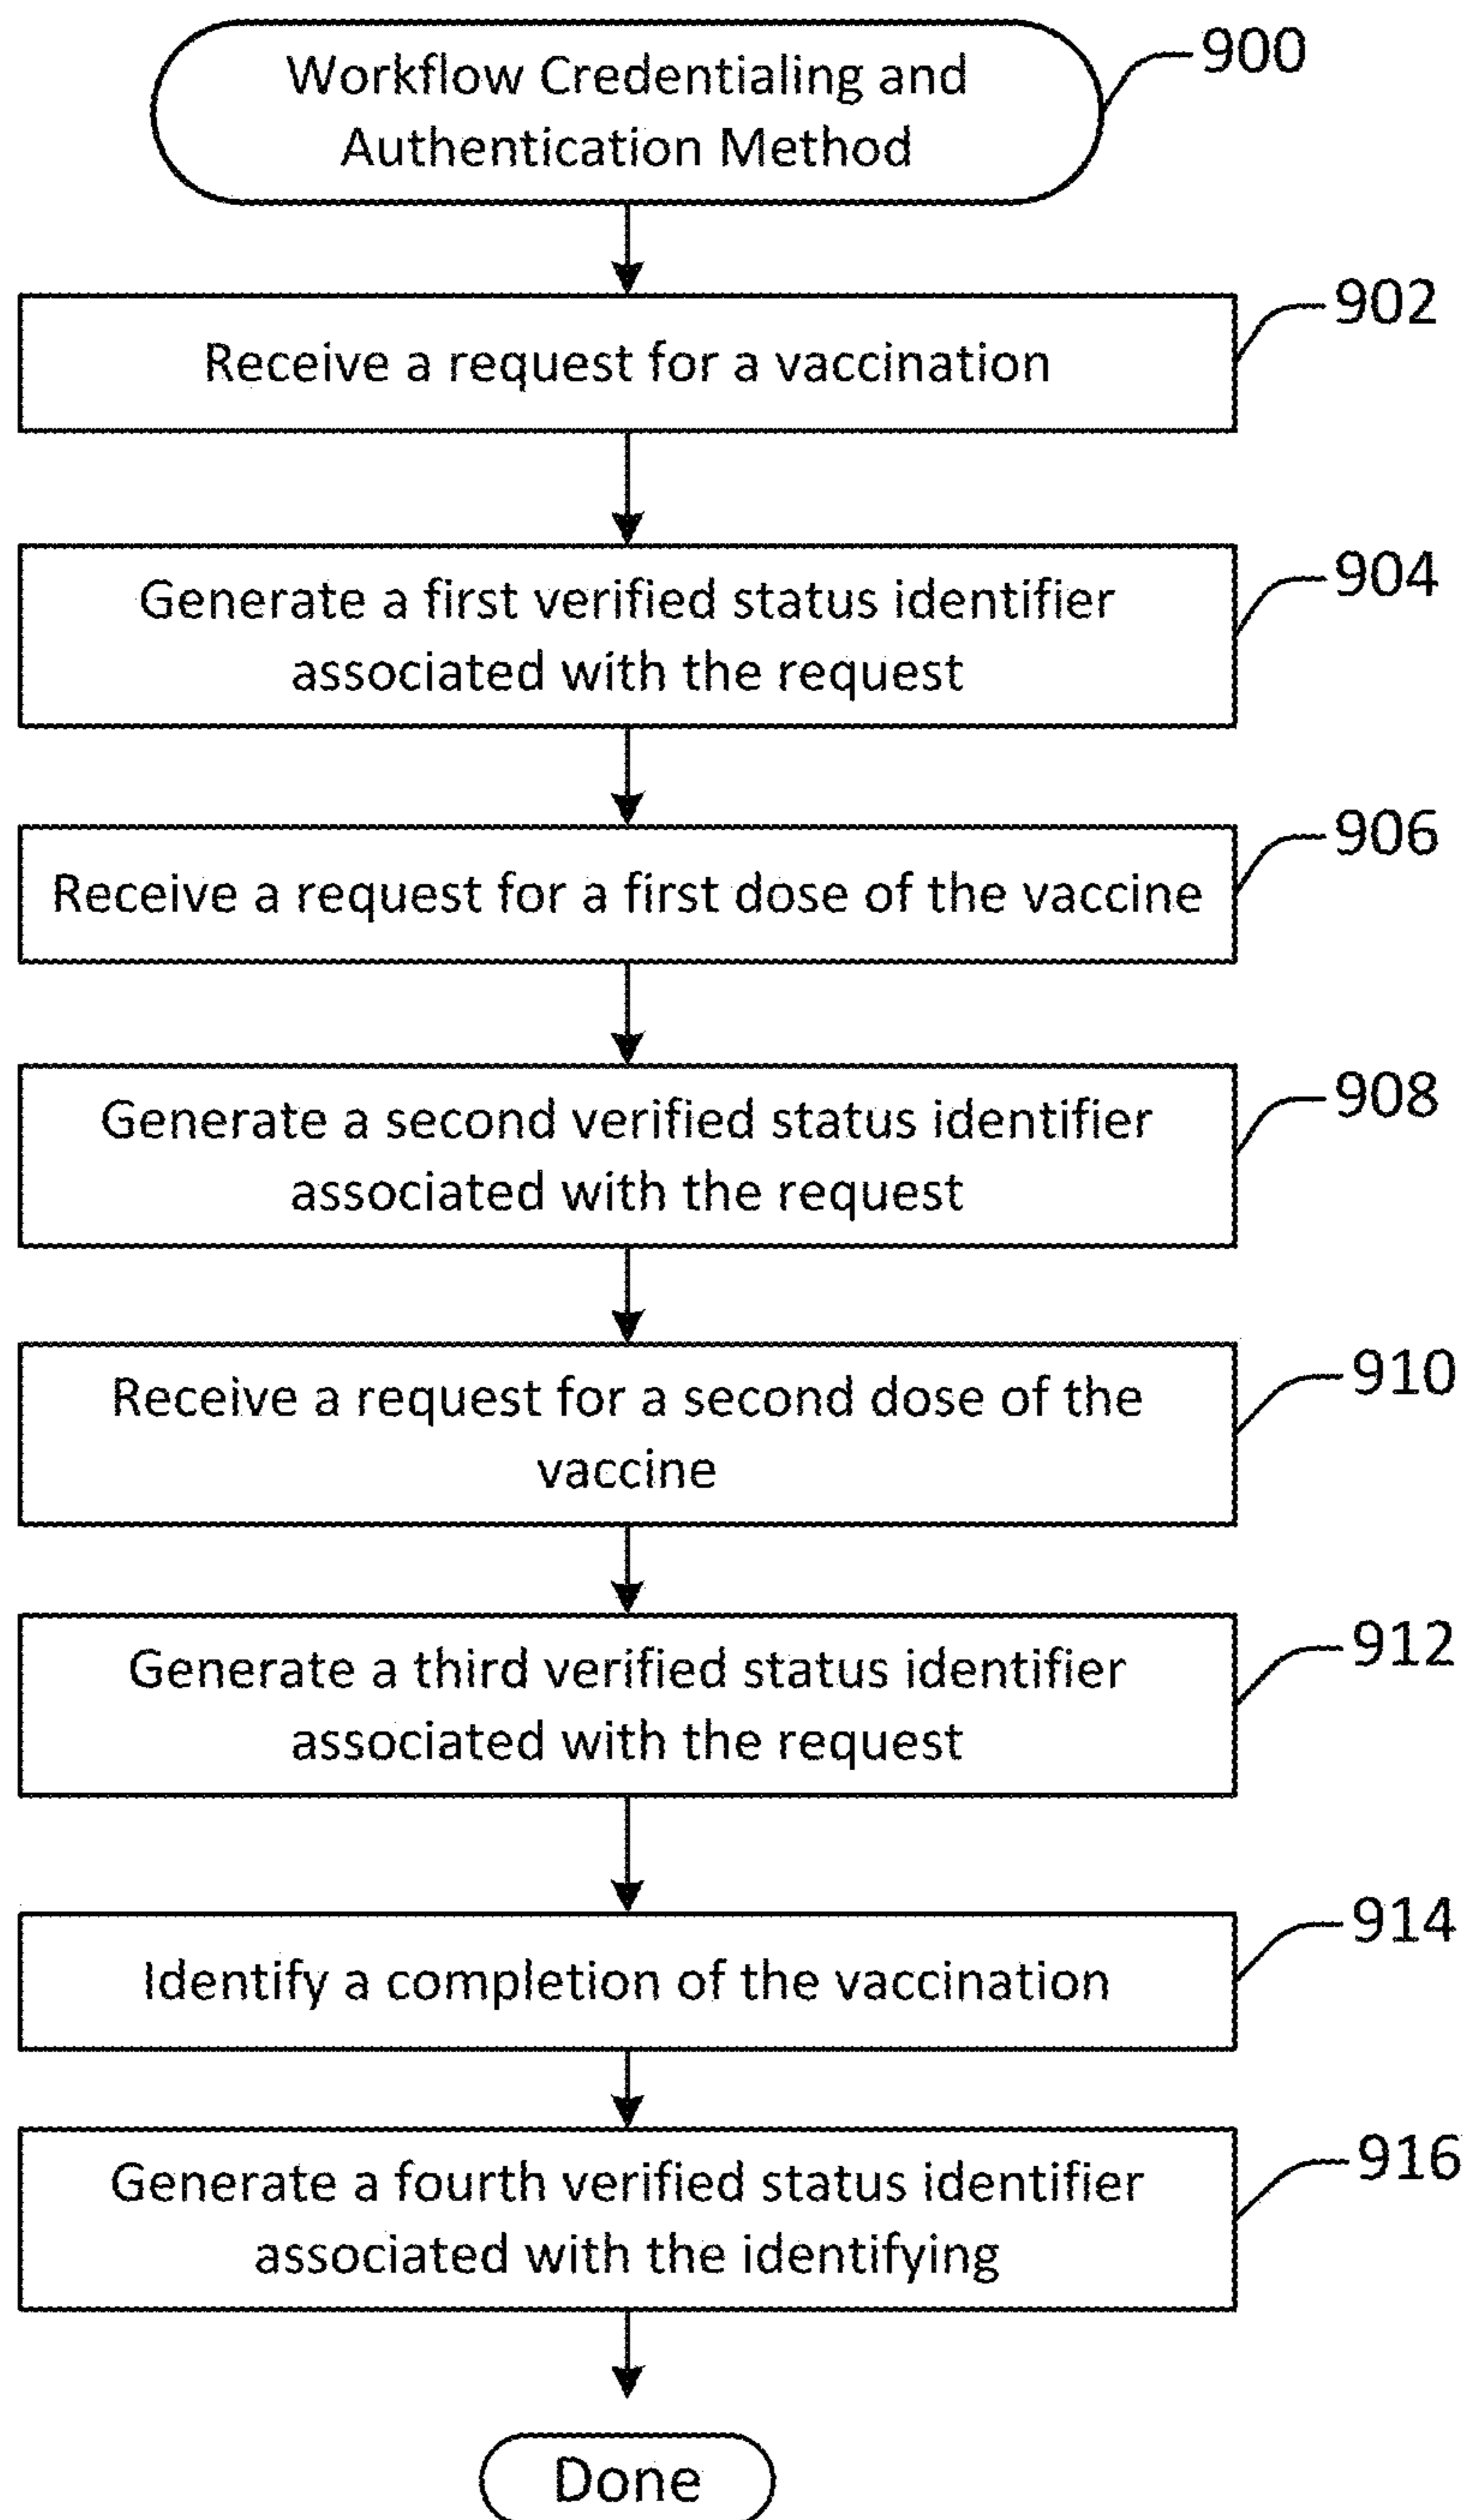 Workflow Credentialing and
Authentication Method
900
Receive a request for a vaccination
902
Generate a first verified status identifier
associated with the request
904
Receive a request for a first dose of the vaccine
906
Generate a second verified status identifier
associated with the request
908
Receive a request for a second dose of the
vaccine
910
Generate a third verified status identifier
associated with the request
912
Identify a completion of the vaccination
914
Generate a fourth verified status identifier
associated with the identifying
916
Done